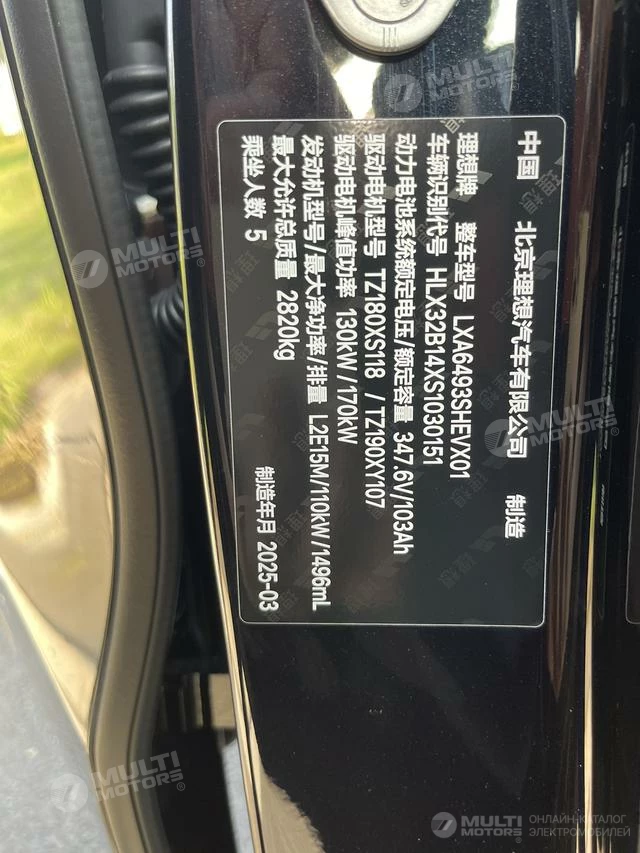 中国 北京理想汽车有限公司 制造
理想牌 整车型号 LXA6493SHEVX01
车辆识别代号 HLX32B14XS1030151
动力电池系统额定电压/额定容量 347.6V/103Ah
驱动电机型号 TZ180XS118 / TZ190XY107
驱动电机峰值功率 130kW/170kW
发动机型号/最大净功率/排量 L2E15M/110kW/1496mL
最大允许总质量 2820kg
乘坐人数 5 制造年月 2025-03
MULTI MOTORS®
MULTI MOTORS®
MULTI MOTORS®
MULTI MOTORS®
MULTI MOTORS® ОНЛАЙН-КАТАЛОГ ЭЛЕКТРОМОБИЛЕЙ